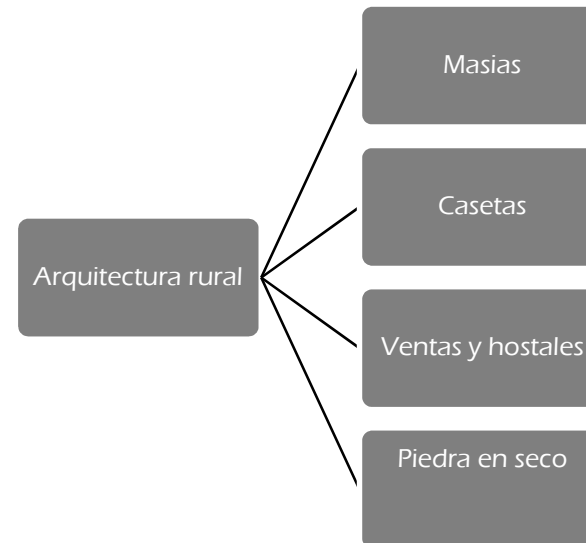 Masias
Casetas
Arquitectura rural
Ventas y hostales
Piedra en seco